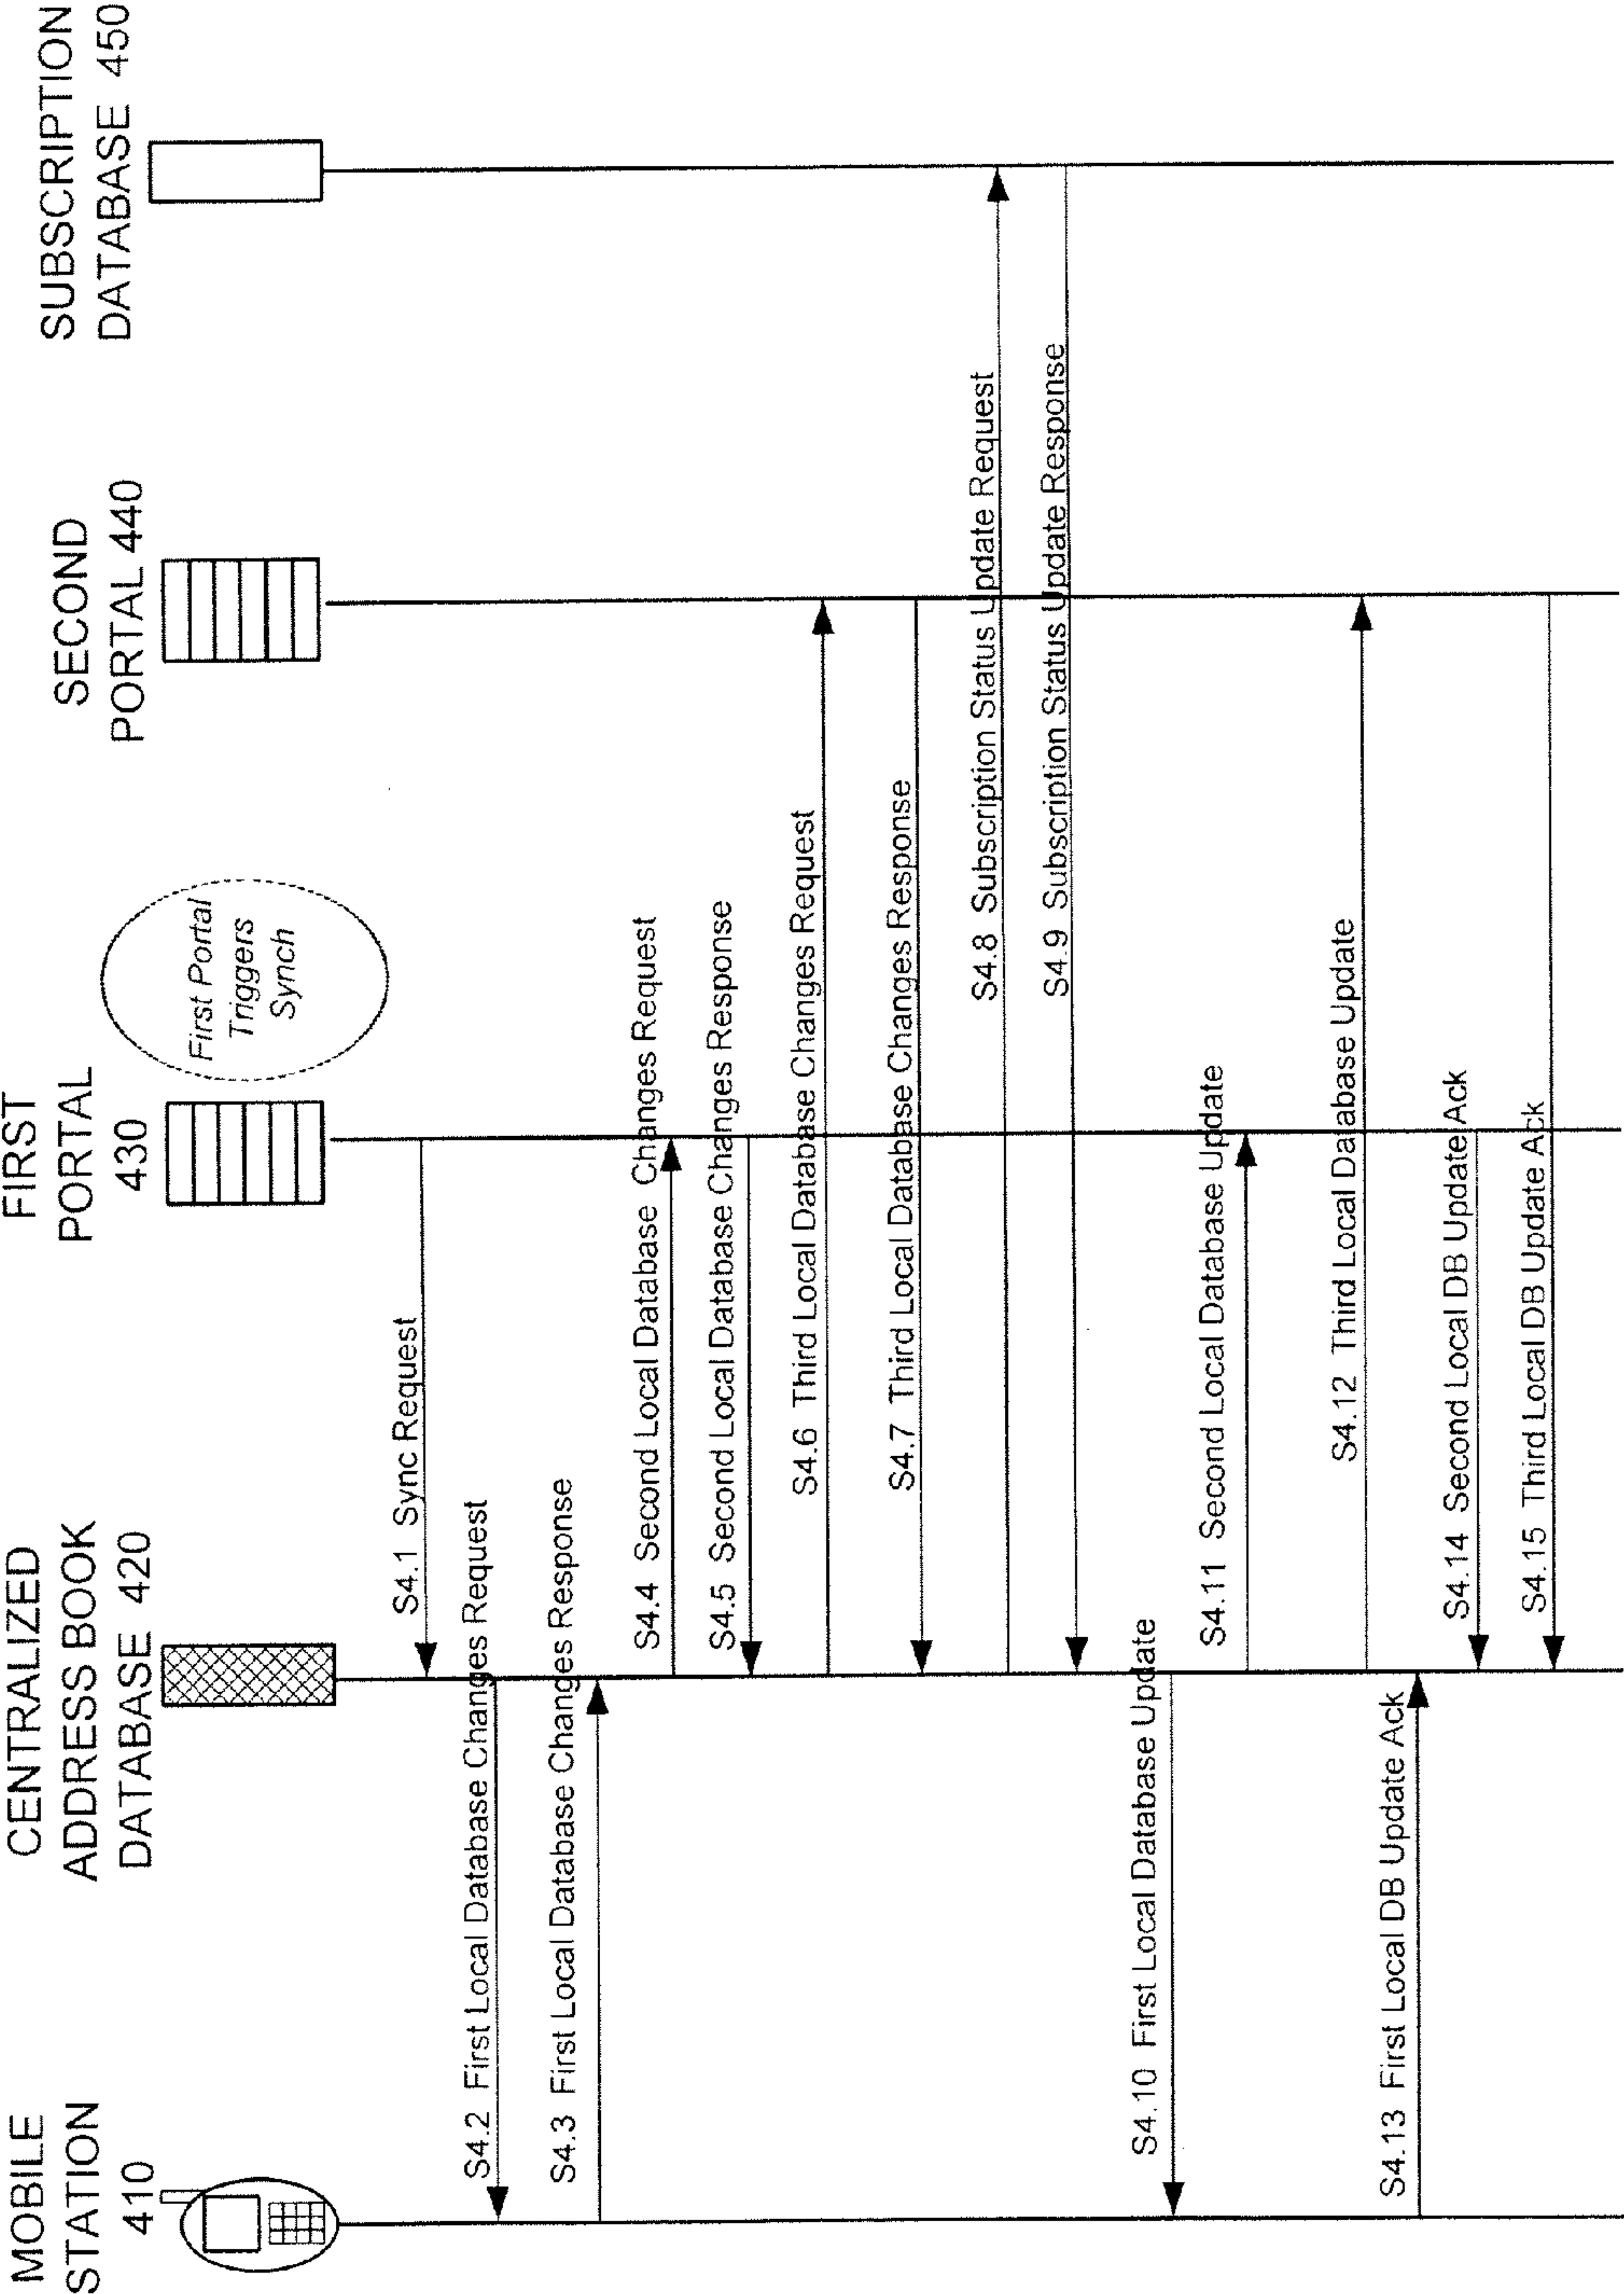 MOBILE
STATION
410
CENTRALIZED
ADDRESS BOOK
DATABASE 420
FIRST
PORTAL
430
SECOND
PORTAL 440
SUBSCRIPTION
DATABASE 450
First Portal
Triggers
Synch
S4.1 Sync Request
S4.2 First Local Database Changes Request
S4.3 First Local Database Changes Response
S4.4 Second Local Database Changes Request
S4.5 Second Local Database Changes Response
S4.6 Third Local Database Changes Request
S4.7 Third Local Database Changes Response
S4.8 Subscription Status Update Request
S4.9 Subscription Status Update Response
S4.10 First Local Database Update
S4.11 Second Local Database Update
S4.12 Third Local Database Update
S4.13 First Local DB Update Ack
S4.14 Second Local DB Update Ack
S4.15 Third Local DB Update Ack